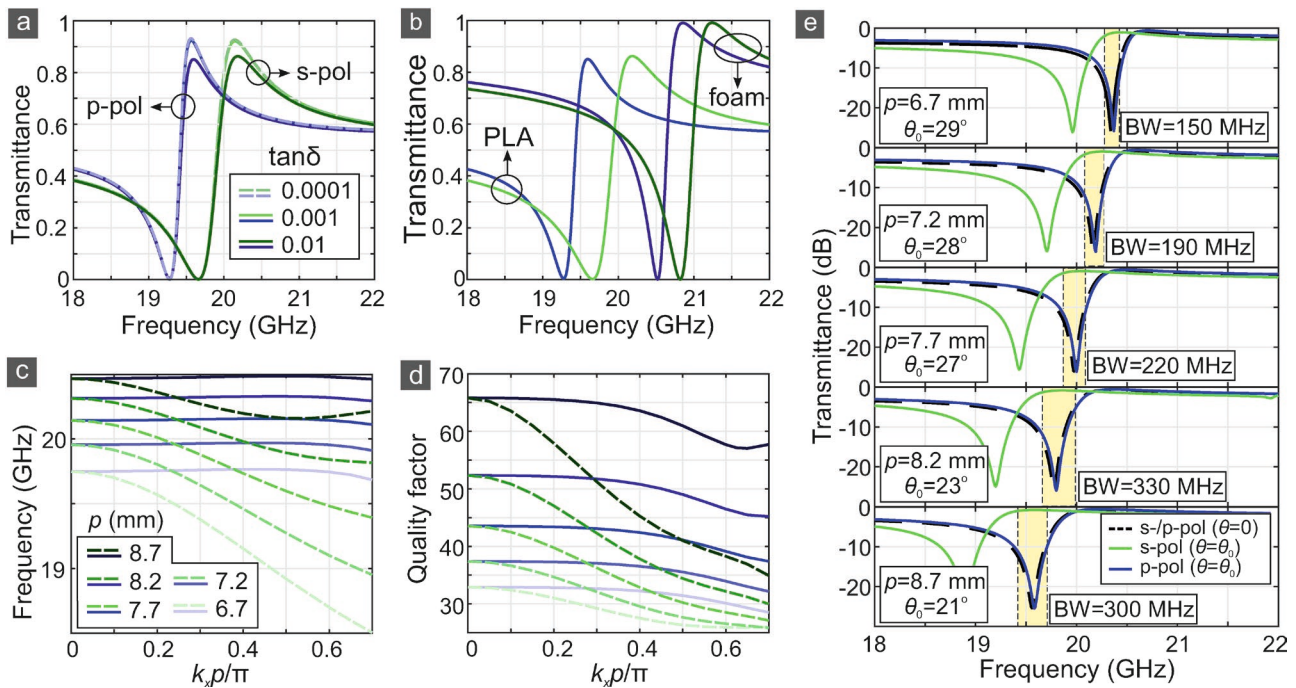 a
Transmittance
1
0.8
0.6
0.4
0.2
0
18
19
20
21
22
Frequency (GHz)
p-pol
s-pol
tanδ
0.0001
0.001
0.01
b
Transmittance
1
0.8
0.6
0.4
0.2
0
18
19
20
21
22
Frequency (GHz)
foam
PLA
c
Frequency (GHz)
20
19
0
0.2
0.4
0.6
kₓp/π
p (mm)
8.7
8.2
7.2
7.7
6.7
d
Quality factor
70
65
60
55
50
45
40
35
30
0
0.2
0.4
0.6
kₓp/π
e
Transmittance (dB)
0
-10
-20
p=6.7 mm
θ₀=29°
BW=150 MHz
0
-10
-20
p=7.2 mm
θ₀=28°
BW=190 MHz
0
-10
-20
p=7.7 mm
θ₀=27°
BW=220 MHz
0
-10
-20
p=8.2 mm
θ₀=23°
BW=330 MHz
0
-10
-20
-30
p=8.7 mm
θ₀=21°
BW=300 MHz
s-/p-pol (θ=0)
s-pol (θ=θ₀)
p-pol (θ=θ₀)
18
19
20
21
22
Frequency (GHz)